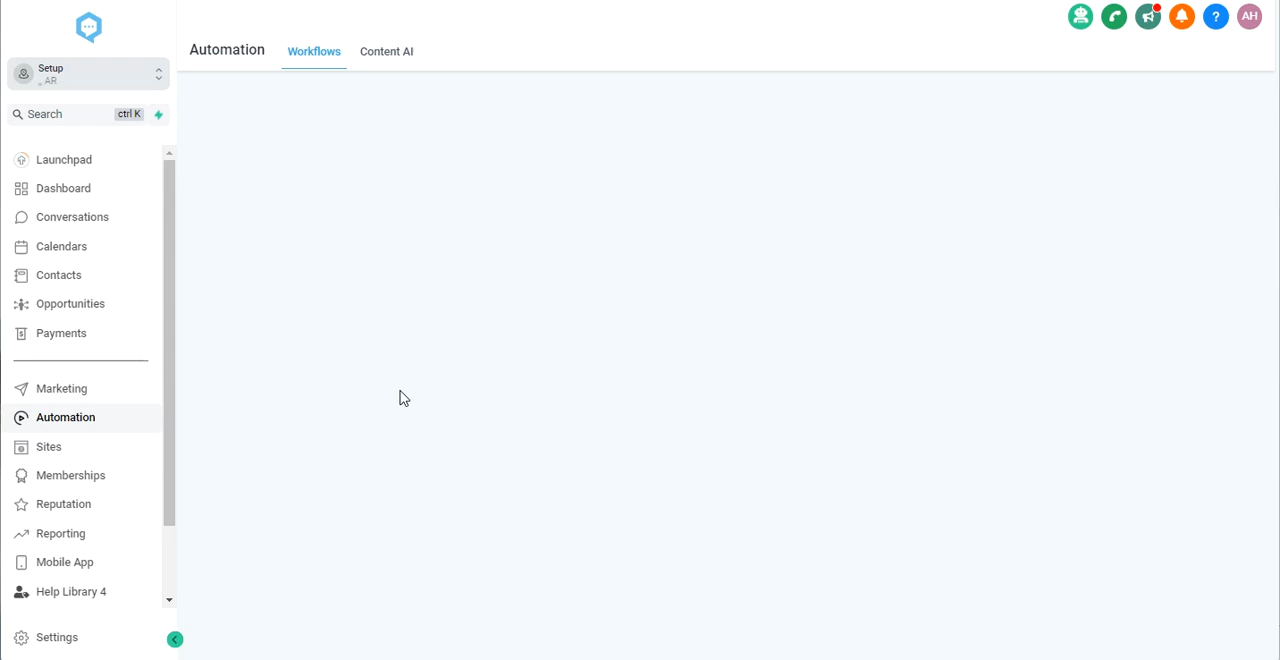 Setup
_ AR
Search ctrl K
Launchpad
Dashboard
Conversations
Calendars
Contacts
Opportunities
Payments
Marketing
Automation
Sites
Memberships
Reputation
Reporting
Mobile App
Help Library 4
Settings
Automation Workflows Content AI
? AH